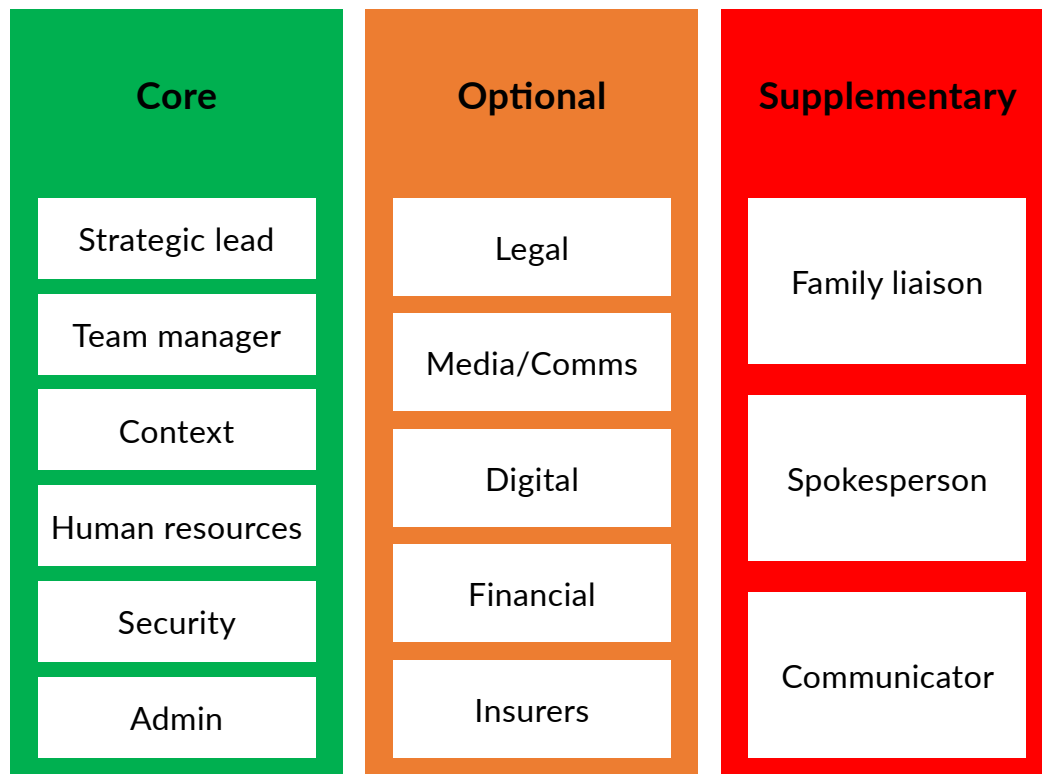 Core
Strategic lead
Team manager
Context
Human resources
Security
Admin
Optional
Legal
Media/Comms
Digital
Financial
Insurers
Supplementary
Family liaison
Spokesperson
Communicator